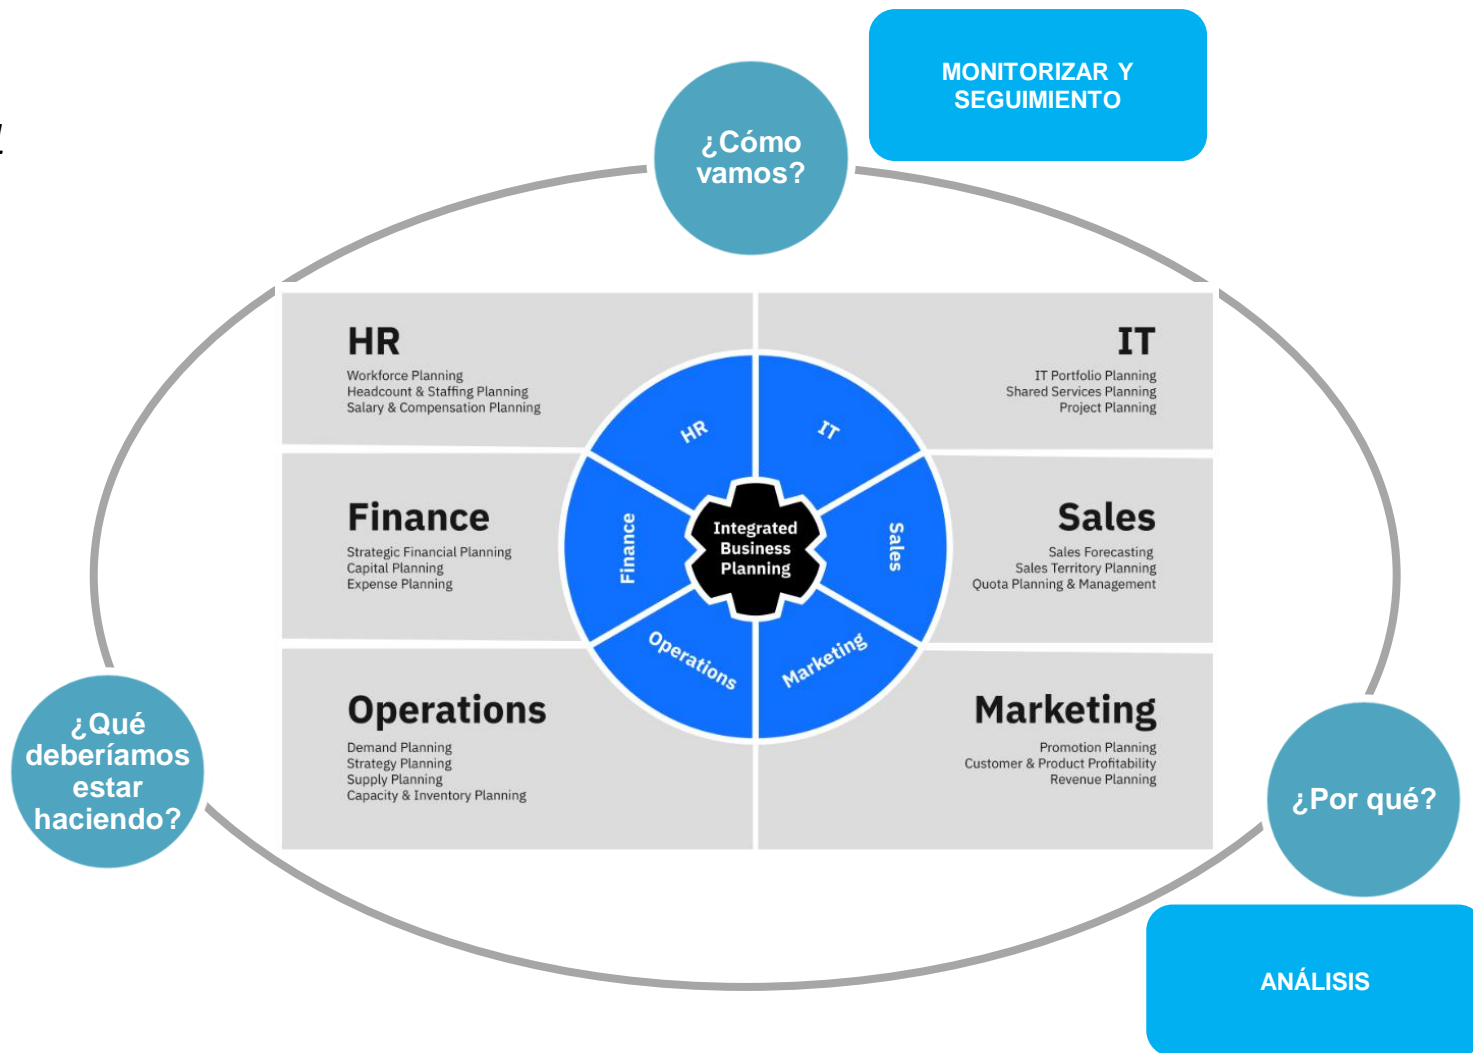 MONITORIZAR Y
SEGUIMIENTO
¿Cómo
vamos?
HR
Workforce Planning
Headcount & Staffing Planning
Salary & Compensation Planning
IT
IT Portfolio Planning
Shared Services Planning
Project Planning
HR
IT
Finance
Strategic Financial Planning
Capital Planning
Expense Planning
Finance
Integrated
Business
Planning
Sales
Sales
Sales Forecasting
Sales Territory Planning
Quota Planning & Management
Operations
Marketing
Operations
Demand Planning
Strategy Planning
Supply Planning
Capacity & Inventory Planning
Marketing
Promotion Planning
Customer & Product Profitability
Revenue Planning
¿Qué
deberíamos
estar
haciendo?
¿Por qué?
ANÁLISIS